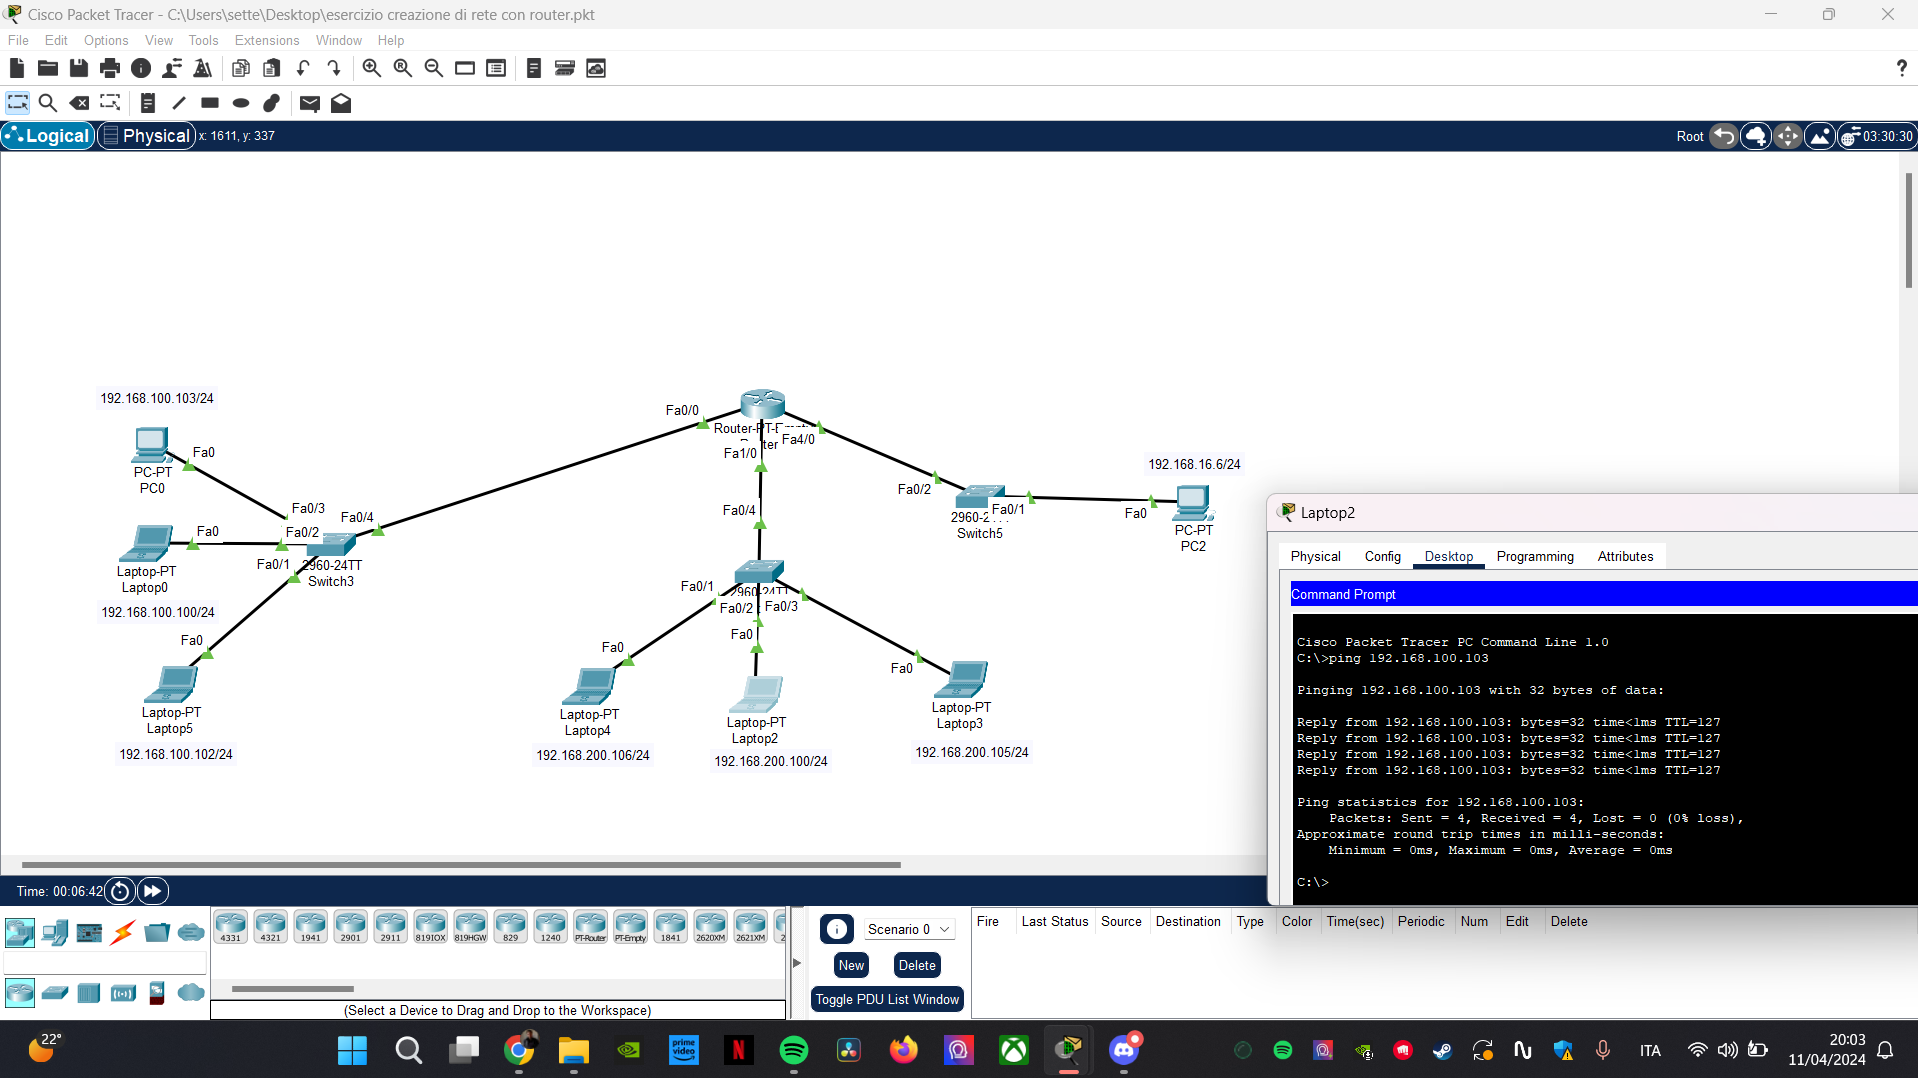 Cisco Packet Tracer - C:\Users\sette\Desktop\esercizio creazione di rete con router.pkt
File Edit Options View Tools Extensions Window Help
?
Logical Physical x: 1611, y: 337 Root 03:30:30
192.168.100.103/24
Fa0
PC-PT
PC0
Fa0/3
Fa0/4
Fa0/2
Fa0
Fa0/1
2960-24TT
Switch3
Laptop-PT
Laptop0
192.168.100.100/24
Fa0
Laptop-PT
Laptop5
192.168.100.102/24
Fa0/0
Router-PT-
Fa4/0
Fa1/0
Fa0/4
Fa0/1
2960-24TT
Fa0/2
Fa0/3
Fa0
Fa0
Fa0
Laptop-PT
Laptop4
192.168.200.106/24
Laptop-PT
Laptop2
192.168.200.100/24
Laptop-PT
Laptop3
192.168.200.105/24
Fa0/2
Fa0/1
2960-2
Switch5
192.168.16.6/24
Fa0
PC-PT
PC2
Laptop2
Physical Config Desktop Programming Attributes
Command Prompt
Cisco Packet Tracer PC Command Line 1.0
C:\>ping 192.168.100.103
Pinging 192.168.100.103 with 32 bytes of data:
Reply from 192.168.100.103: bytes=32 time<1ms TTL=127
Reply from 192.168.100.103: bytes=32 time<1ms TTL=127
Reply from 192.168.100.103: bytes=32 time<1ms TTL=127
Reply from 192.168.100.103: bytes=32 time<1ms TTL=127
Ping statistics for 192.168.100.103:
Packets: Sent = 4, Received = 4, Lost = 0 (0% loss),
Approximate round trip times in milli-seconds:
Minimum = 0ms, Maximum = 0ms, Average = 0ms
C:\>
Time: 00:06:42
4331 4321 1941 2901 2911 819IOX 819HGW 829 1240 PT-Router PT-Empty 1841 2620XM 2621XM 2
(Select a Device to Drag and Drop to the Workspace)
Scenario 0
New Delete
Toggle PDU List Window
Fire Last Status Source Destination Type Color Time(sec) Periodic Num Edit Delete
22°
prime video
N
ITA
20:03
11/04/2024